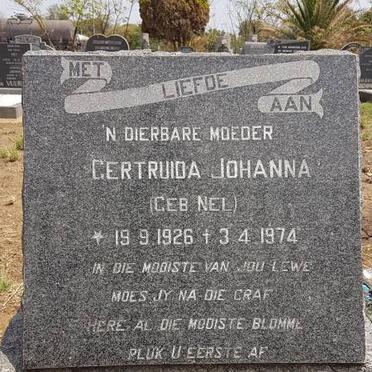 MET
LIEFDE
AAN
'N DIERBARE MOEDER
GERTRUIDA JOHANNA
(GEB NEL)
* 19.9.1926 † 3.4.1974
IN DIE MOOISTE VAN JOU LEWE
MOES JY NA DIE GRAF
HERE AL DIE MOOISTE BLOMME
PLUK U EERSTE AF